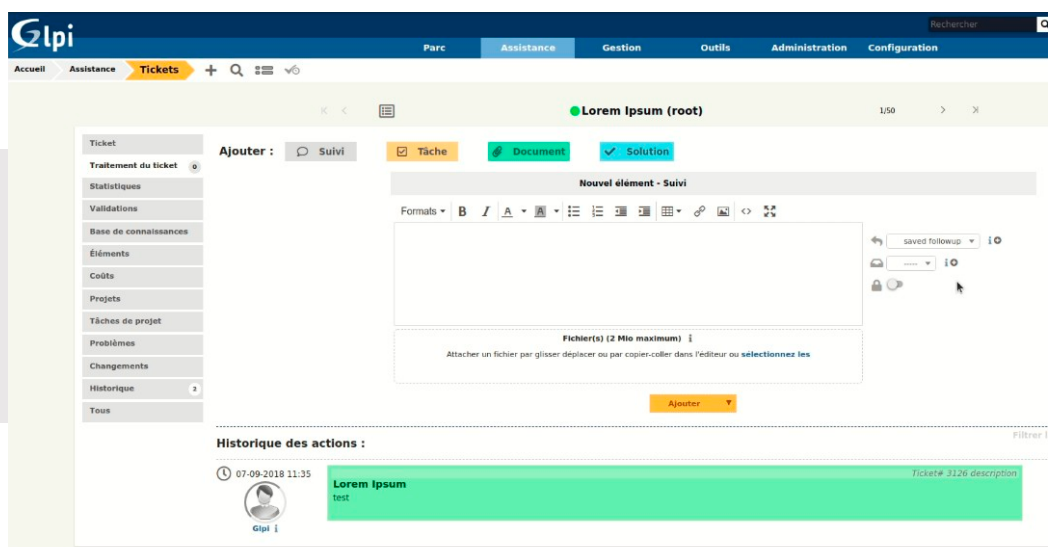 Glpi
Rechercher
Parc Assistance Gestion Outils Administration Configuration
Accueil Assistance Tickets
Lorem Ipsum (root) 1/50
Ticket
Traitement du ticket 0
Statistiques
Validations
Base de connaissances
Éléments
Coûts
Projets
Tâches de projet
Problèmes
Changements
Historique 2
Tous
Ajouter : Suivi Tâche Document Solution
Nouvel élément - Suivi
Formats B I A A
saved followup
Fichier(s) (2 Mio maximum)
Attacher un fichier par glisser déplacer ou par copier-coller dans l'éditeur ou sélectionnez les
Ajouter
Historique des actions :
Filtrer
07-09-2018 11:35
Glpi
Ticket# 3126 description
Lorem Ipsum
test